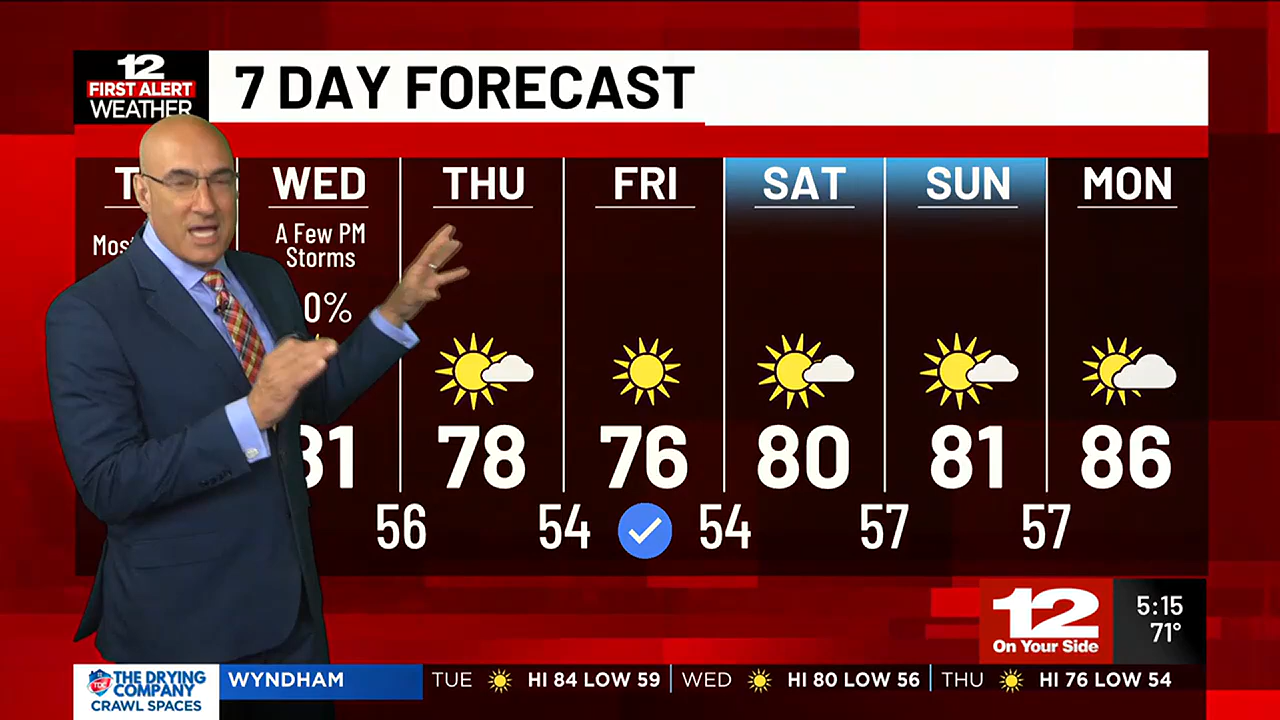 12
FIRST ALERT
WEATHER
7 DAY FORECAST
WED
THU
FRI
SAT
SUN
MON
A Few PM
Storms
78
76
80
81
86
56
54
54
57
57
12
On Your Side
5:15
71°
THE DRYING
COMPANY
CRAWL SPACES
TDC
WYNDHAM
TUE HI 84 LOW 59
WED HI 80 LOW 56
THU HI 76 LOW 54